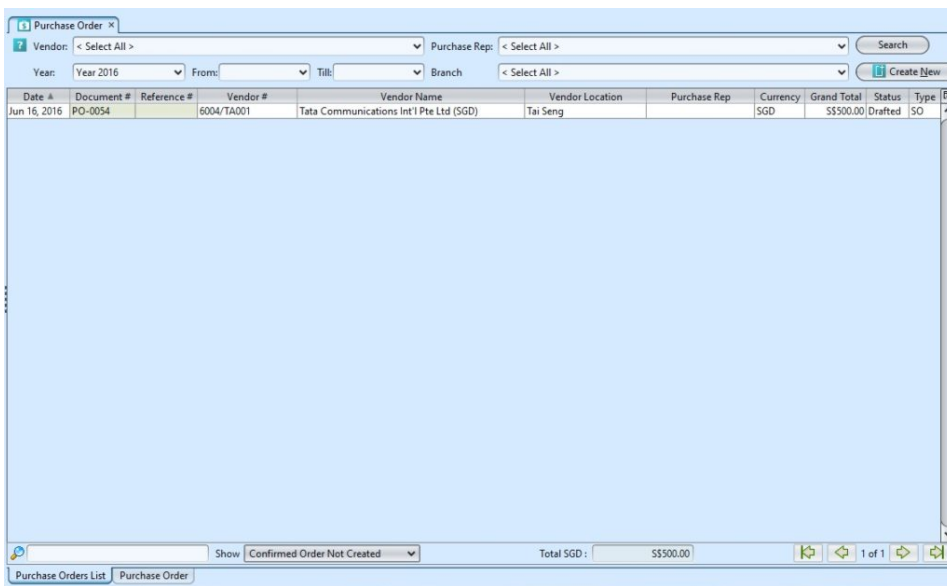 Purchase Order ×
? Vendor: < Select All > Purchase Rep: < Select All > Search
Year: Year 2016 From: Till: Branch < Select All > Create New
Date Document # Reference # Vendor # Vendor Name Vendor Location Purchase Rep Currency Grand Total Status Type
Jun 16, 2016 PO-0054 6004/TA001 Tata Communications Int'l Pte Ltd (SGD) Tai Seng SGD S$500.00 Drafted SO
Show Confirmed Order Not Created Total SGD : S$500.00 1 of 1
Purchase Orders List Purchase Order